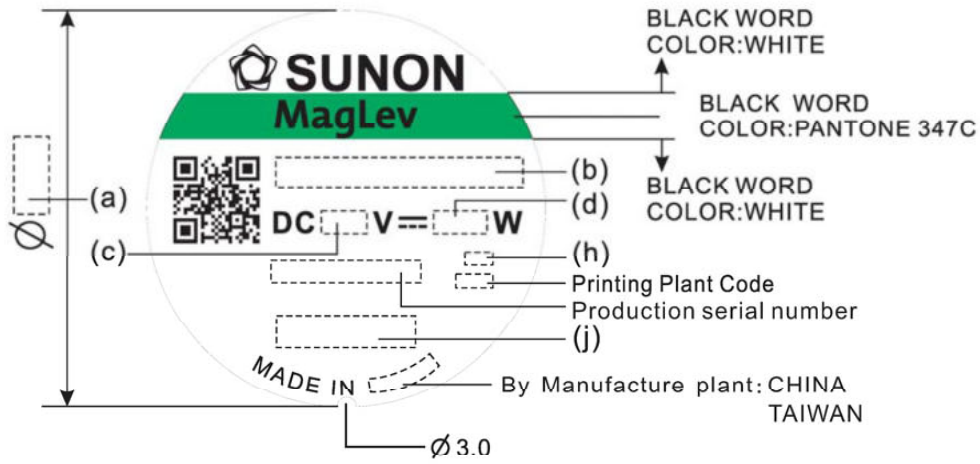 BLACK WORD
COLOR:WHITE
SUNON
MagLev
BLACK WORD
COLOR:PANTONE 347C
(a)
(b)
BLACK WORD
COLOR:WHITE
(d)
DC V W
(c)
(h)
Printing Plant Code
Production serial number
(j)
MADE IN
By Manufacture plant: CHINA
TAIWAN
Ø
Ø 3.0